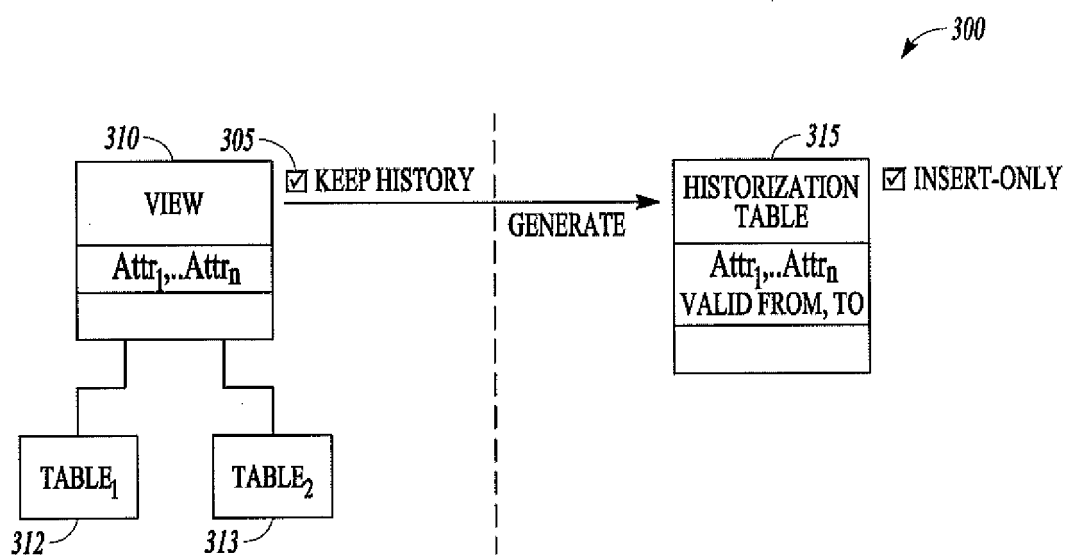 300
310
305
315
VIEW
☑ KEEP HISTORY
GENERATE
HISTORIZATION
TABLE
☑ INSERT-ONLY
Attr₁,..Attrₙ
Attr₁,..Attrₙ
VALID FROM, TO
TABLE₁
TABLE₂
312
313